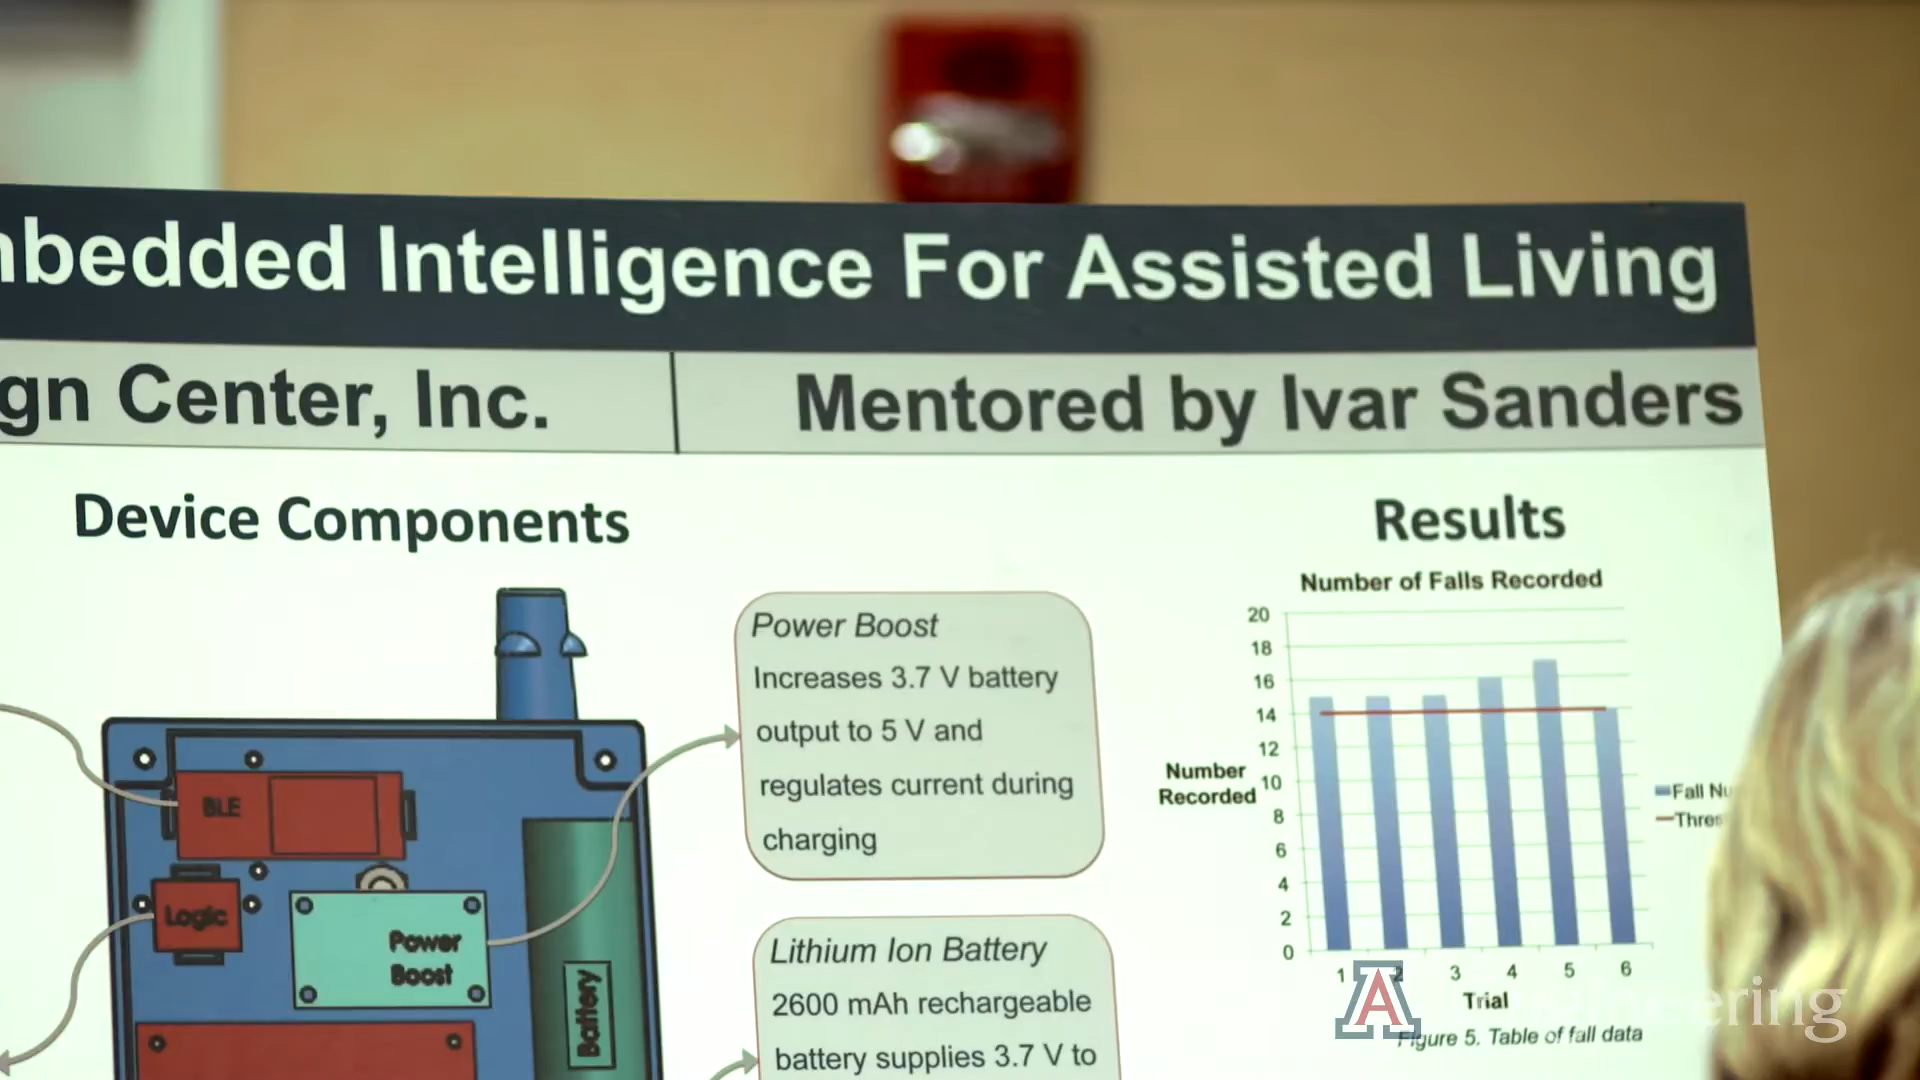 Intelligence For Assisted Living
Center, Inc.
Mentored by Ivar Sanders
Device Components
BLE
Logic
Power
Boost
Battery
Power Boost
Increases 3.7 V battery
output to 5 V and
regulates current during
charging
Lithium Ion Battery
2600 mAh rechargeable
battery supplies 3.7 V to
Results
Number of Falls Recorded
20
18
16
14
12
10
8
6
4
2
0
Number
Recorded
1 2 3 4 5 6
Trial
Fall
Figure 5. Table of fall data
A